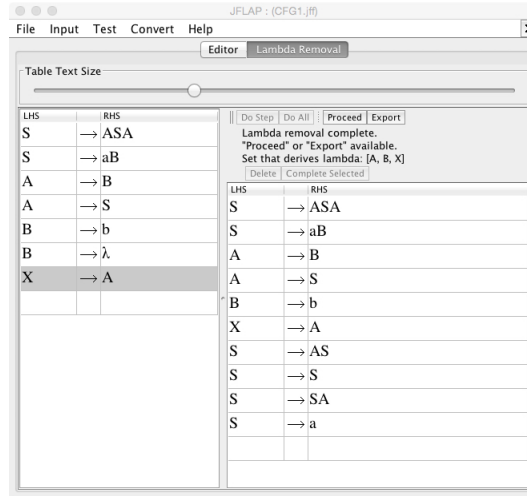 JFLAP : (CFG1.jff)
File Input Test Convert Help
Editor Lambda Removal
Table Text Size
LHS RHS
S → ASA
S → aB
A → B
A → S
B → b
B → λ
X → A
Do Step Do All Proceed Export
Lambda removal complete.
"Proceed" or "Export" available.
Set that derives lambda: [A, B, X]
Delete Complete Selected
LHS RHS
S → ASA
S → aB
A → B
A → S
B → b
X → A
S → AS
S → S
S → SA
S → a